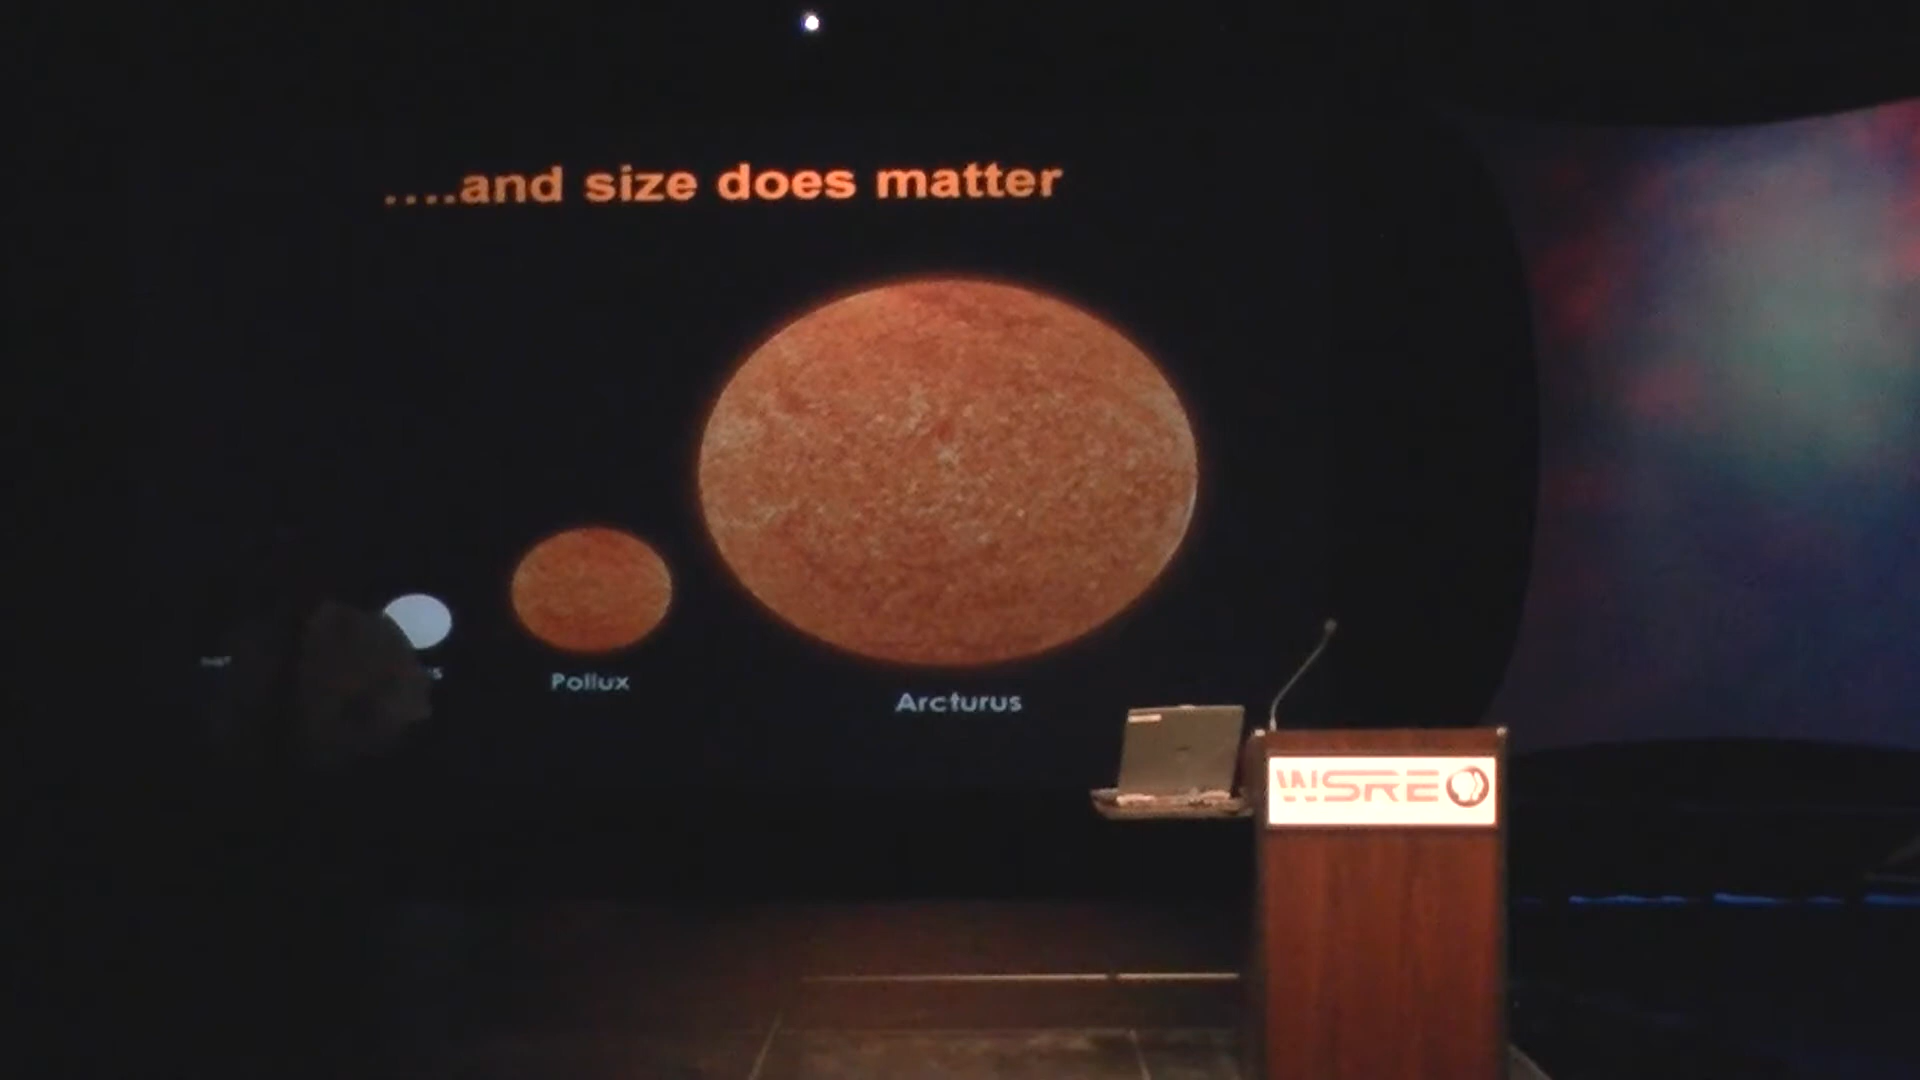 ....and size does matter
Pollux
Arcturus
WSRE